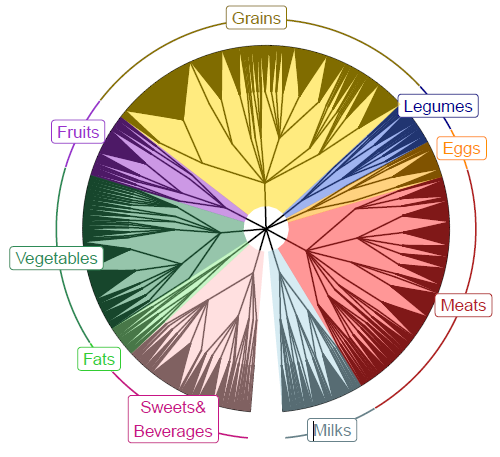 Grains
Legumes
Fruits
Eggs
Vegetables
Meats
Fats
Sweets&
Beverages
Milks